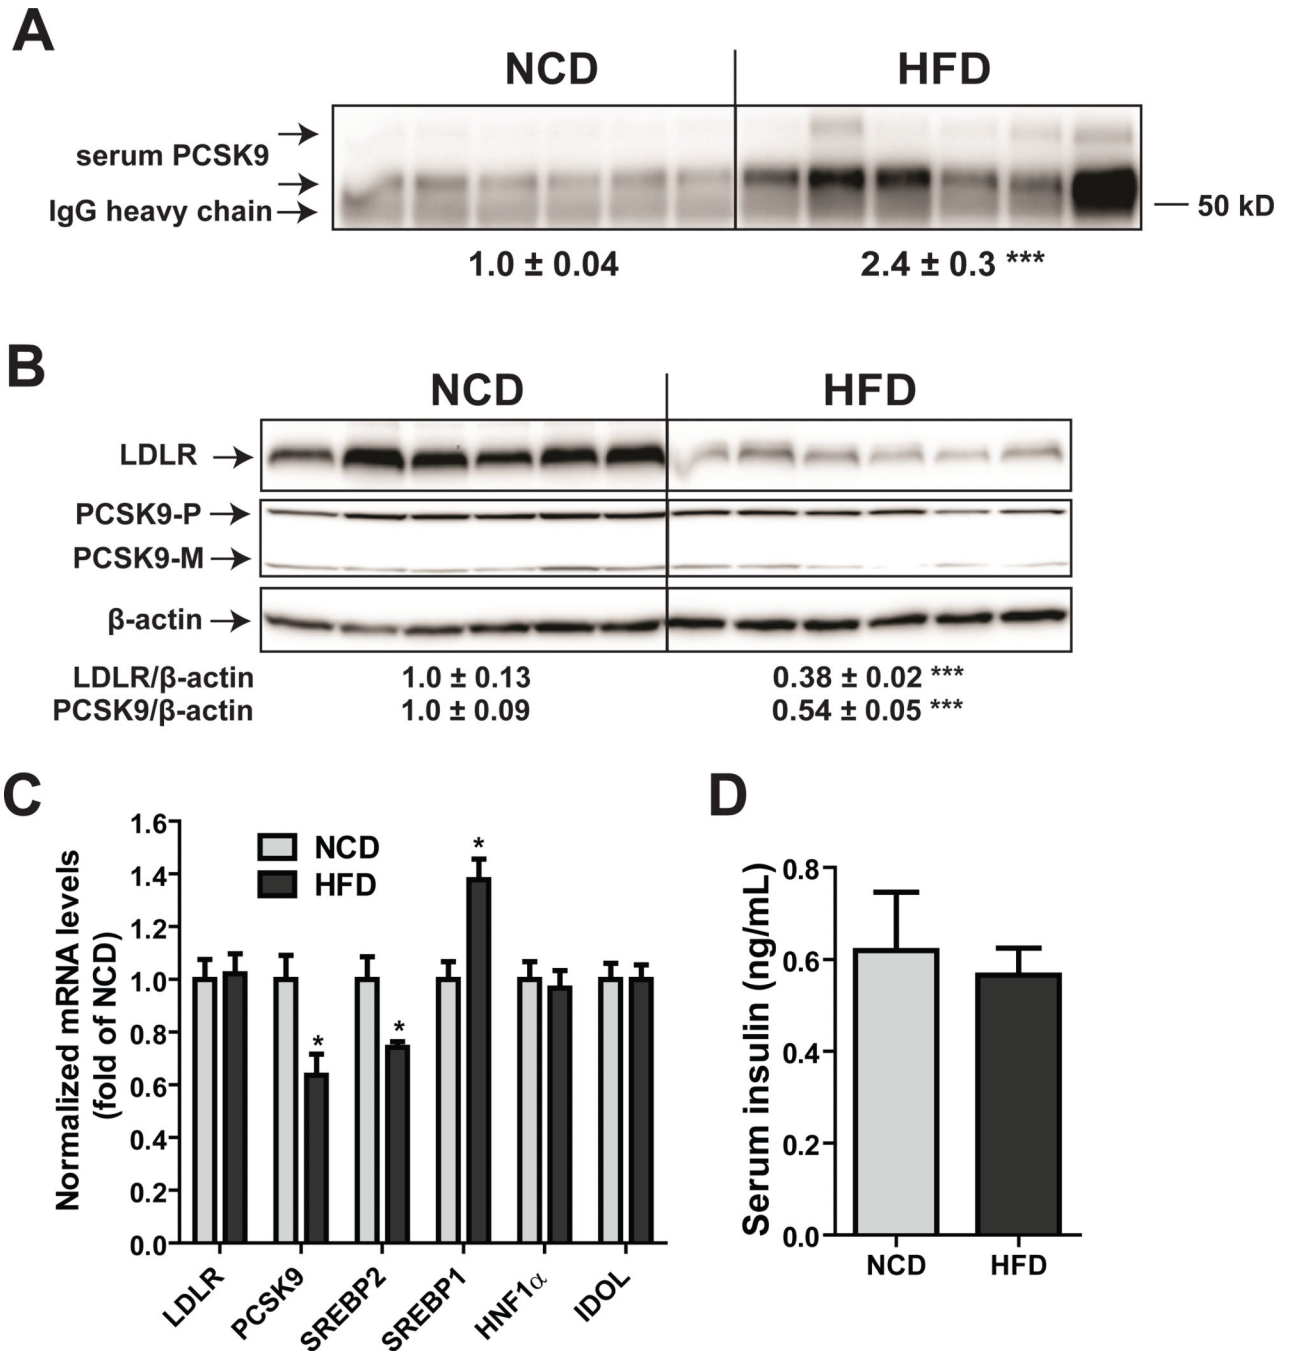 A
NCD HFD
serum PCSK9
IgG heavy chain
50 kD
1.0 ± 0.04 2.4 ± 0.3 ***
B
NCD HFD
LDLR
PCSK9-P
PCSK9-M
β-actin
LDLR/β-actin 1.0 ± 0.13 0.38 ± 0.02 ***
PCSK9/β-actin 1.0 ± 0.09 0.54 ± 0.05 ***
C
Normalized mRNA levels
(fold of NCD)
1.6
1.4
1.2
1.0
0.8
0.6
0.4
0.2
0.0
NCD
HFD
*
*
*
LDLR
PCSK9
SREBP2
SREBP1
HNF1α
IDOL
D
Serum insulin (ng/mL)
0.8
0.6
0.4
0.2
0.0
NCD
HFD